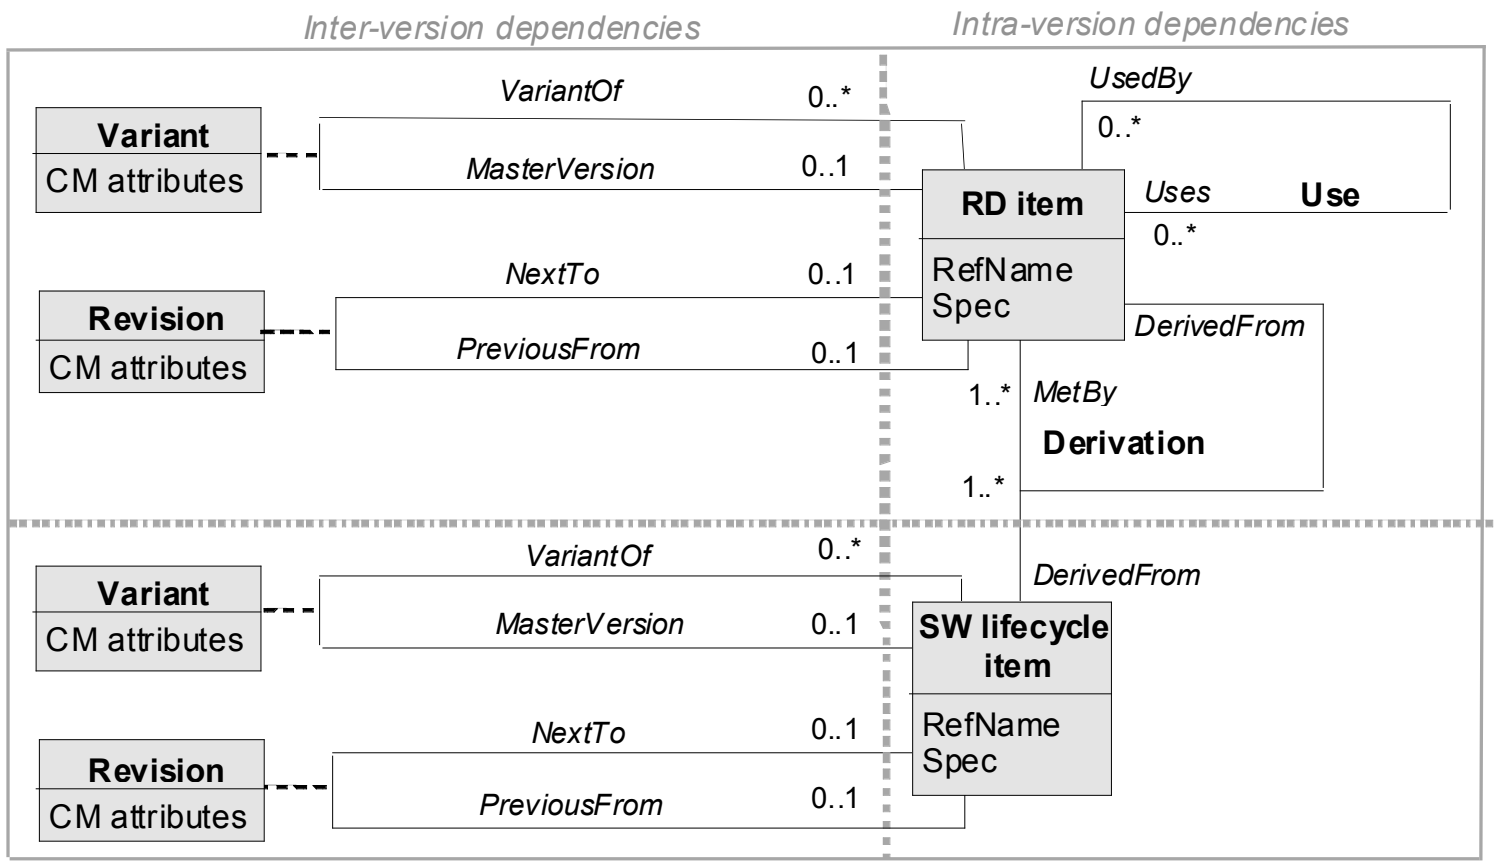 Inter-version dependencies
Intra-version dependencies
VariantOf
0..*
UsedBy
0..*
Variant
CM attributes
MasterVersion
0..1
RD item
RefName
Spec
Uses
Use
0..*
NextTo
0..1
Revision
CM attributes
PreviousFrom
0..1
DerivedFrom
1..*
MetBy
Derivation
1..*
VariantOf
0..*
DerivedFrom
Variant
CM attributes
MasterVersion
0..1
SW lifecycle
item
RefName
Spec
NextTo
0..1
Revision
CM attributes
PreviousFrom
0..1